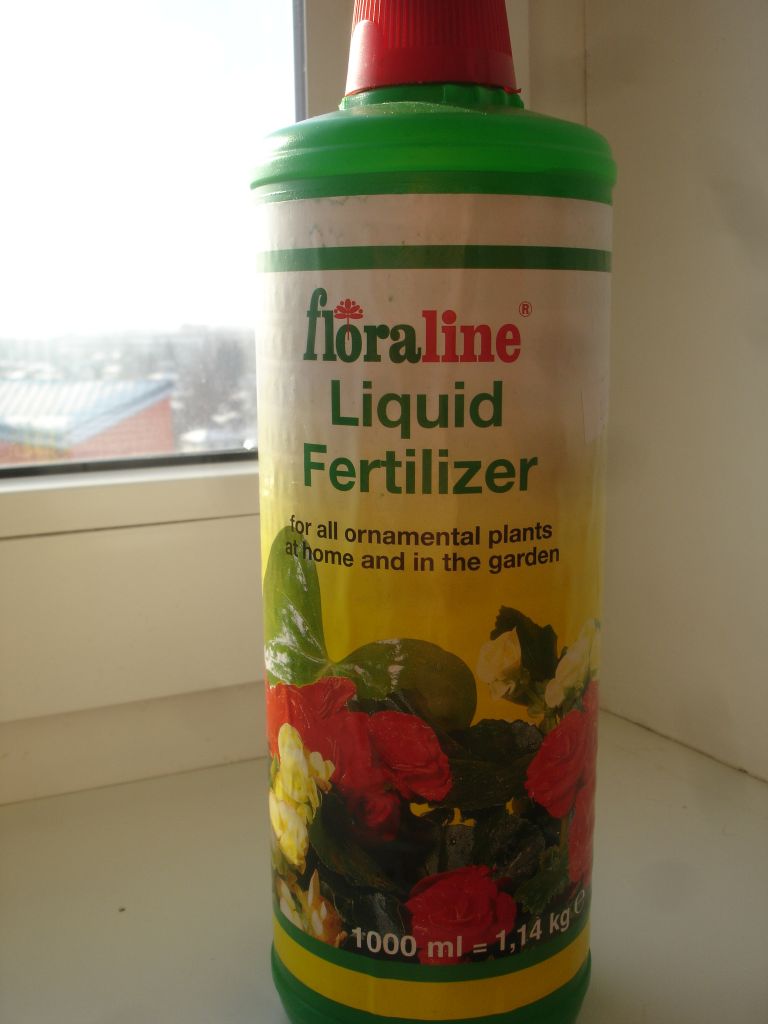 floraline®
Liquid
Fertilizer
for all ornamental plants
at home and in the garden
1000 ml = 1,14 kg ℮